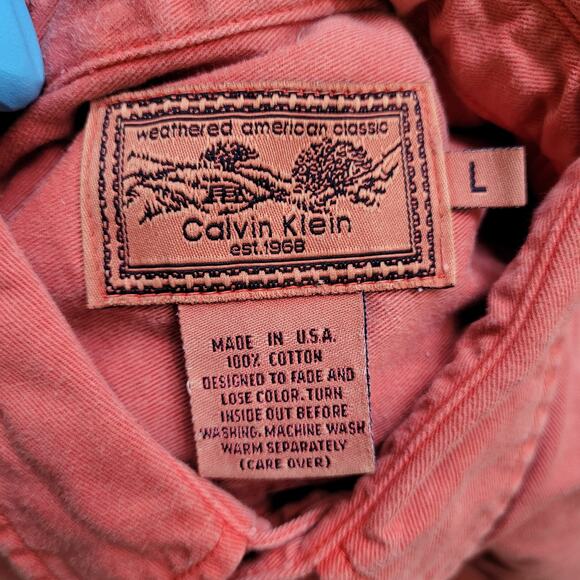 weathered american classic
Calvin Klein
est.1968
L
MADE IN U.S.A.
100% COTTON
DESIGNED TO FADE AND
LOSE COLOR. TURN
INSIDE OUT BEFORE
WASHING. MACHINE WASH
WARM SEPARATELY
(CARE OVER)